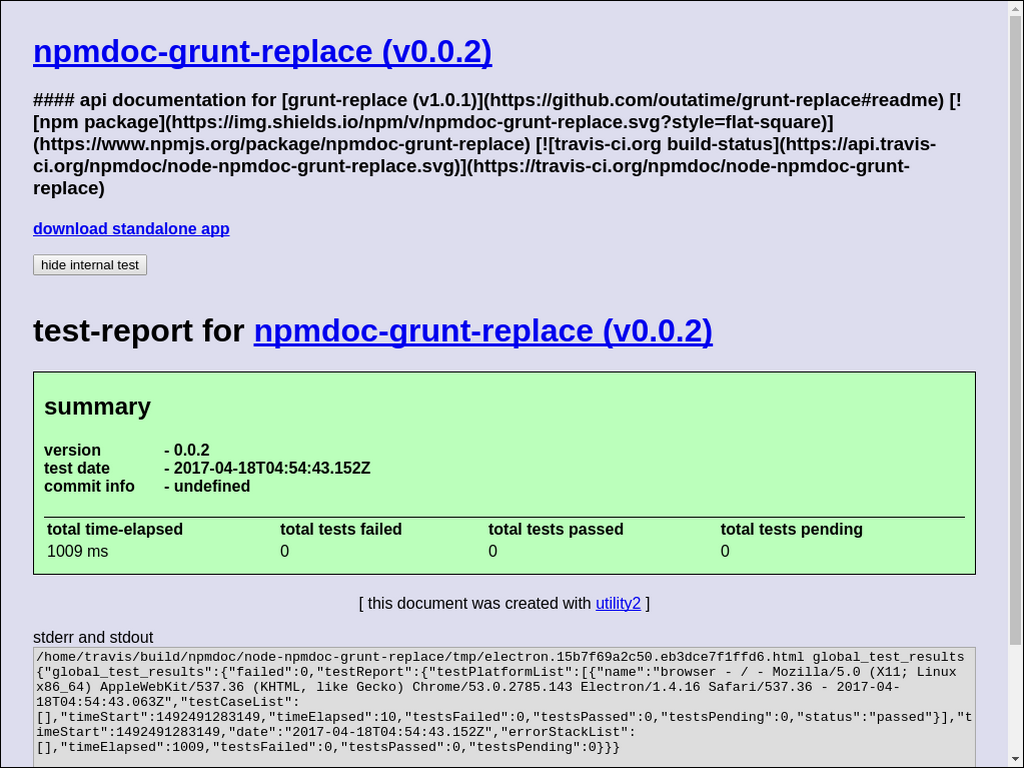 npmdoc-grunt-replace (v0.0.2)
#### api documentation for [grunt-replace (v1.0.1)](https://github.com/outatime/grunt-replace#readme) [!
[npm package](https://img.shields.io/npm/v/npmdoc-grunt-replace.svg?style=flat-square)]
(https://www.npmjs.org/package/npmdoc-grunt-replace) [![travis-ci.org build-status](https://api.travis-
ci.org/npmdoc/node-npmdoc-grunt-replace.svg)](https://travis-ci.org/npmdoc/node-npmdoc-grunt-
replace)
download standalone app
hide internal test
test-report for npmdoc-grunt-replace (v0.0.2)
summary
version - 0.0.2
test date - 2017-04-18T04:54:43.152Z
commit info - undefined
total time-elapsed total tests failed total tests passed total tests pending
1009 ms 0 0 0
[ this document was created with utility2 ]
stderr and stdout
/home/travis/build/npmdoc/node-npmdoc-grunt-replace/tmp/electron.15b7f69a2c50.eb3dce7f1ffd6.html global_test_results
{"global_test_results":{"failed":0,"testReport":{"testPlatformList":[{"name":"browser - / - Mozilla/5.0 (X11; Linux
x86_64) AppleWebKit/537.36 (KHTML, like Gecko) Chrome/53.0.2785.143 Electron/1.4.16 Safari/537.36 - 2017-04-
18T04:54:43.063Z","testCaseList":
[],"timeStart":1492491283149,"timeElapsed":10,"testsFailed":0,"testsPassed":0,"testsPending":0,"status":"passed"}],"t
imeStart":1492491283149,"date":"2017-04-18T04:54:43.152Z","errorStackList":
[],"timeElapsed":1009,"testsFailed":0,"testsPassed":0,"testsPending":0}}}